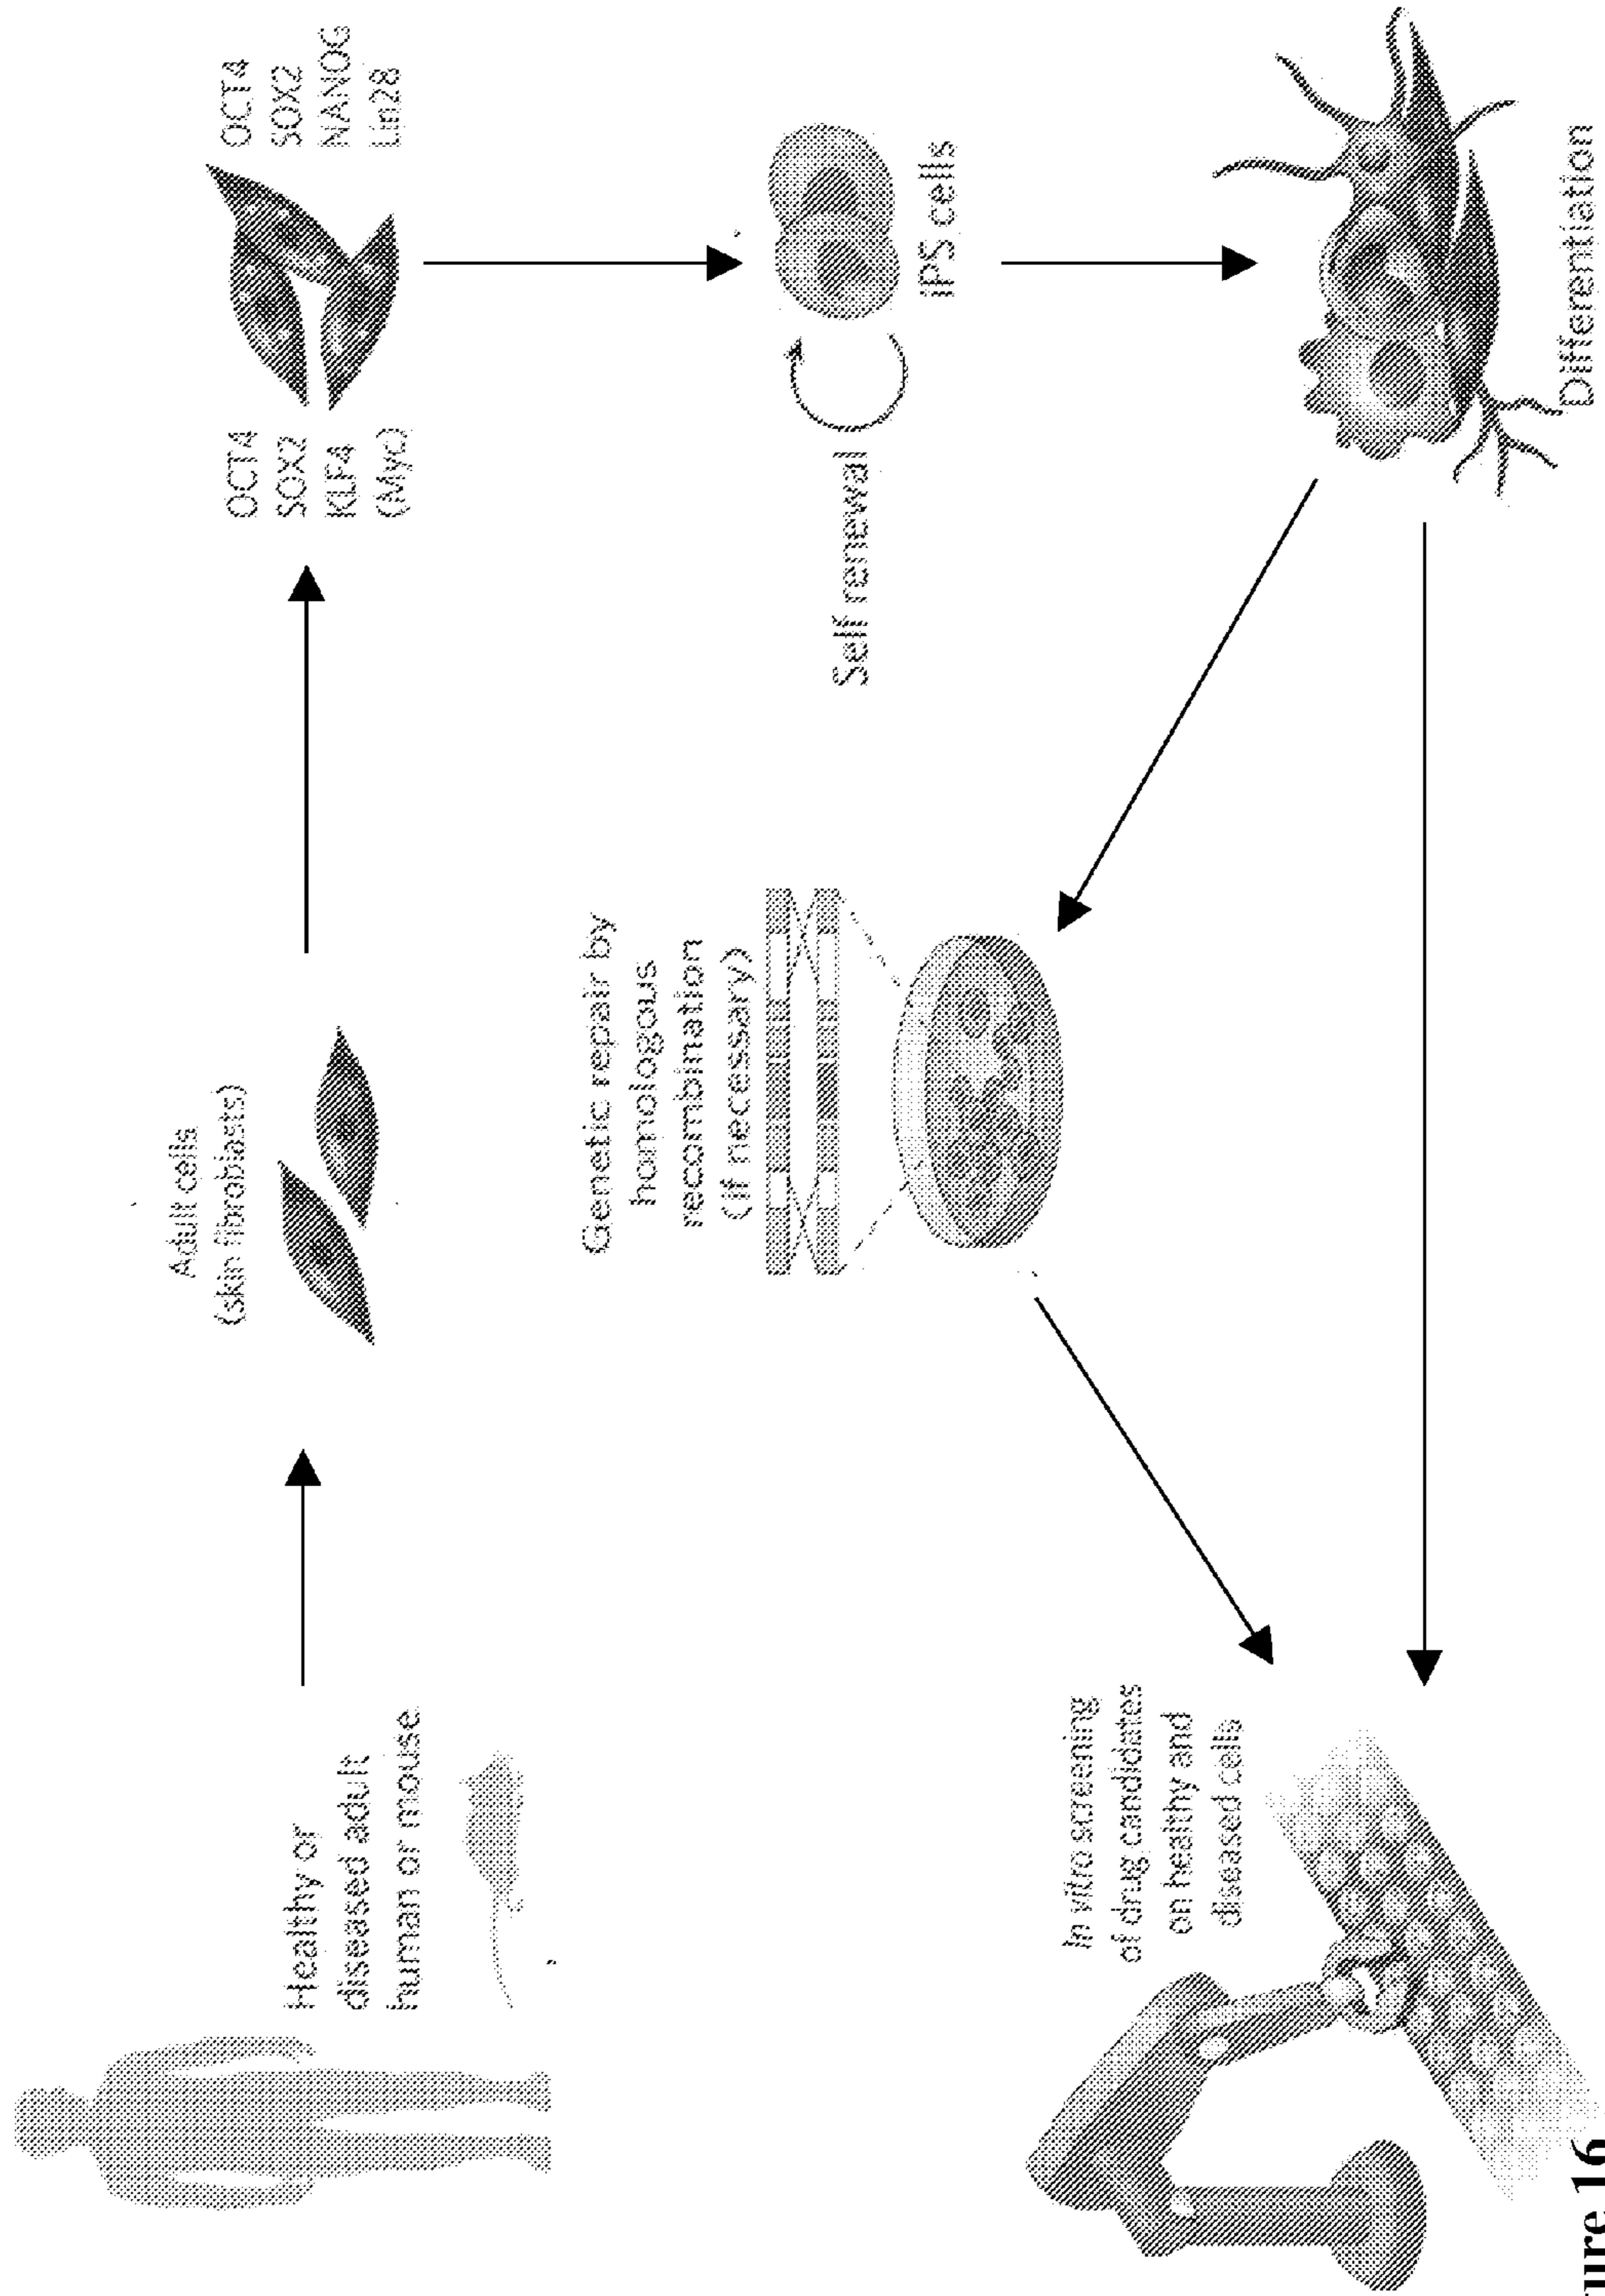 Healthy or
diseased adult
human or mouse
Adult cells
(skin fibroblasts)
OCT4
SOX2
KLF4
(Myc)
OCT4
SOX2
NANOG
Lin28
Self renewal
iPS cells
Genetic repair by
homologous
recombination
(if necessary)
In vitro screening
of drug candidates
on healthy and
diseased cells
Differentiation
ure 16